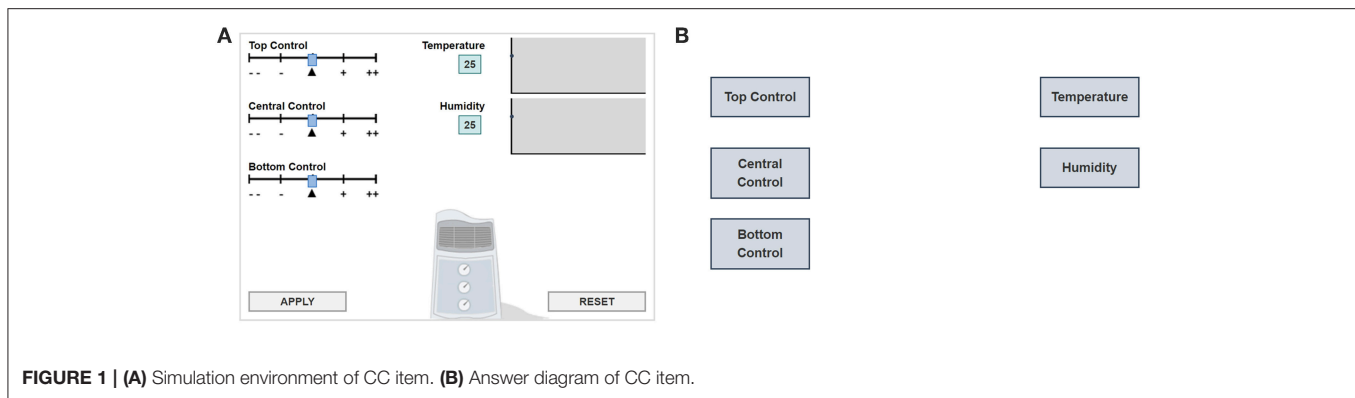 A
Top Control
-- - ▲ + ++
Temperature
25
Central Control
-- - ▲ + ++
Humidity
25
Bottom Control
-- - ▲ + ++
APPLY
RESET
B
Top Control
Temperature
Central
Control
Humidity
Bottom
Control
FIGURE 1 | (A) Simulation environment of CC item. (B) Answer diagram of CC item.